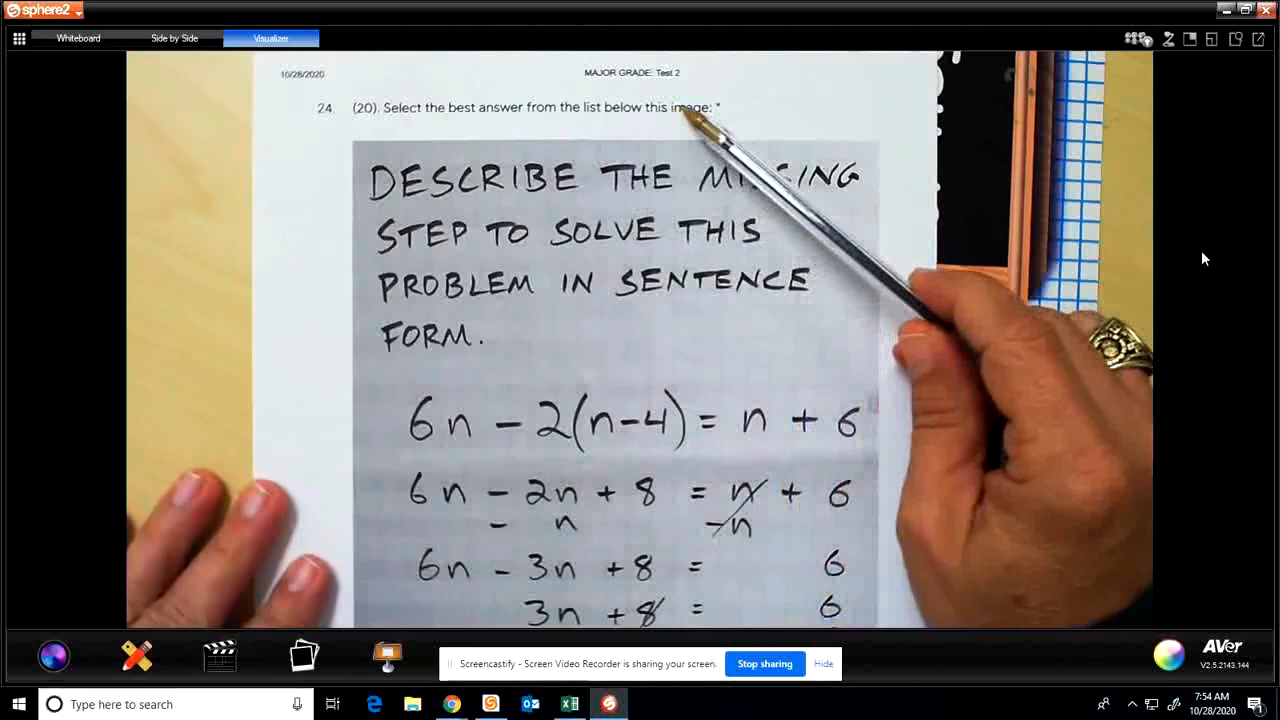 sphere2
Whiteboard Side by Side Visualizer
10/28/2020 MAJOR GRADE: Test 2
24. (20). Select the best answer from the list below this image: *
DESCRIBE THE
STEP TO SOLVE THIS
PROBLEM IN SENTENCE
FORM.
6n - 2(n-4) = n + 6
6n - 2n + 8 = n + 6
- n -n
6n - 3n + 8 = 6
3n + 8 = 6
AVer
V2.5.2143.144
Screencastify - Screen Video Recorder is sharing your screen. Stop sharing Hide
Type here to search
7:54 AM
10/28/2020